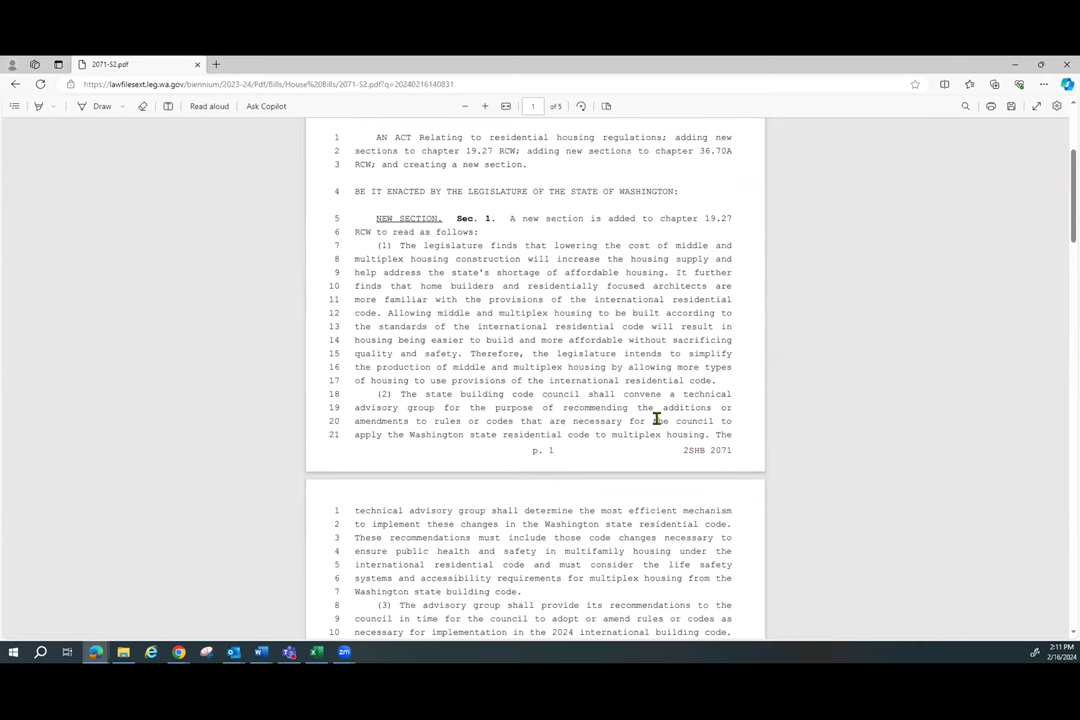 2071-S2.pdf
https://lawfilesext.leg.wa.gov/biennium/2023-24/Pdf/Bills/House%20Bills/2071-S2.pdf?q=20240216140831
Draw Read aloud Ask Copilot 1 of 5
1 AN ACT Relating to residential housing regulations; adding new
2 sections to chapter 19.27 RCW; adding new sections to chapter 36.70A
3 RCW; and creating a new section.
4 BE IT ENACTED BY THE LEGISLATURE OF THE STATE OF WASHINGTON:
5 NEW SECTION. Sec. 1. A new section is added to chapter 19.27
6 RCW to read as follows:
7 (1) The legislature finds that lowering the cost of middle and
8 multiplex housing construction will increase the housing supply and
9 help address the state's shortage of affordable housing. It further
10 finds that home builders and residentially focused architects are
11 more familiar with the provisions of the international residential
12 code. Allowing middle and multiplex housing to be built according to
13 the standards of the international residential code will result in
14 housing being easier to build and more affordable without sacrificing
15 quality and safety. Therefore, the legislature intends to simplify
16 the production of middle and multiplex housing by allowing more types
17 of housing to use provisions of the international residential code.
18 (2) The state building code council shall convene a technical
19 advisory group for the purpose of recommending the additions or
20 amendments to rules or codes that are necessary for the council to
21 apply the Washington state residential code to multiplex housing. The
p. 1 2SHB 2071
1 technical advisory group shall determine the most efficient mechanism
2 to implement these changes in the Washington state residential code.
3 These recommendations must include those code changes necessary to
4 ensure public health and safety in multifamily housing under the
5 international residential code and must consider the life safety
6 systems and accessibility requirements for multiplex housing from the
7 Washington state building code.
8 (3) The advisory group shall provide its recommendations to the
9 council in time for the council to adopt or amend rules or codes as
10 necessary for implementation in the 2024 international building code.
2:11 PM
2/16/2024